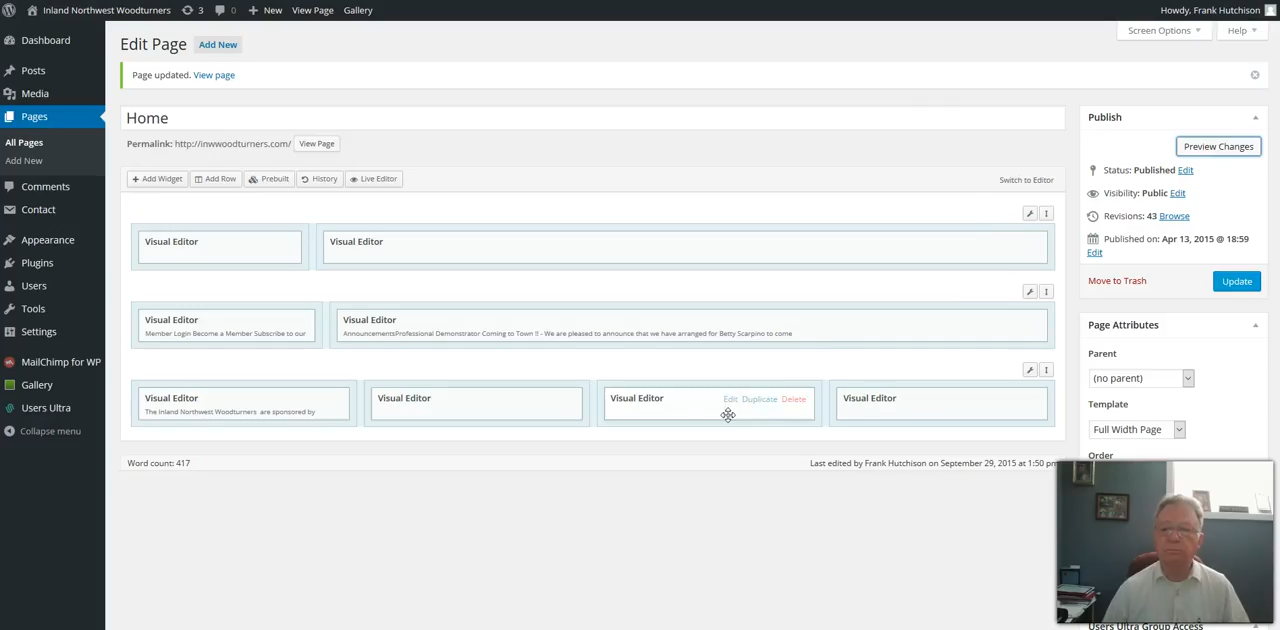 Inland Northwest Woodturners 3 0 New View Page Gallery Howdy, Frank Hutchison
Dashboard
Posts
Media
Pages
All Pages
Add New
Comments
Contact
Appearance
Plugins
Users
Tools
Settings
MailChimp for WP
Gallery
Users Ultra
Collapse menu
Screen Options Help
Edit Page Add New
Page updated. View page
Home
Permalink: http://inwwoodturners.com/ View Page
Add Widget Add Row Prebuilt History Live Editor Switch to Editor
Visual Editor Visual Editor
Visual Editor Visual Editor
Member Login Become a Member Subscribe to our AnnouncementsProfessional Demonstrator Coming to Town !! - We are pleased to announce that we have arranged for Betty Scarpino to come
Visual Editor Visual Editor Visual Editor Edit Duplicate Delete Visual Editor
The Inland Northwest Woodturners are sponsored by
Word count: 417 Last edited by Frank Hutchison on September 29, 2015 at 1:50 pm
Publish
Preview Changes
Status: Published Edit
Visibility: Public Edit
Revisions: 43 Browse
Published on: Apr 13, 2015 @ 18:59
Edit
Move to Trash Update
Page Attributes
Parent
(no parent)
Template
Full Width Page
Order
Users Ultra Group Access